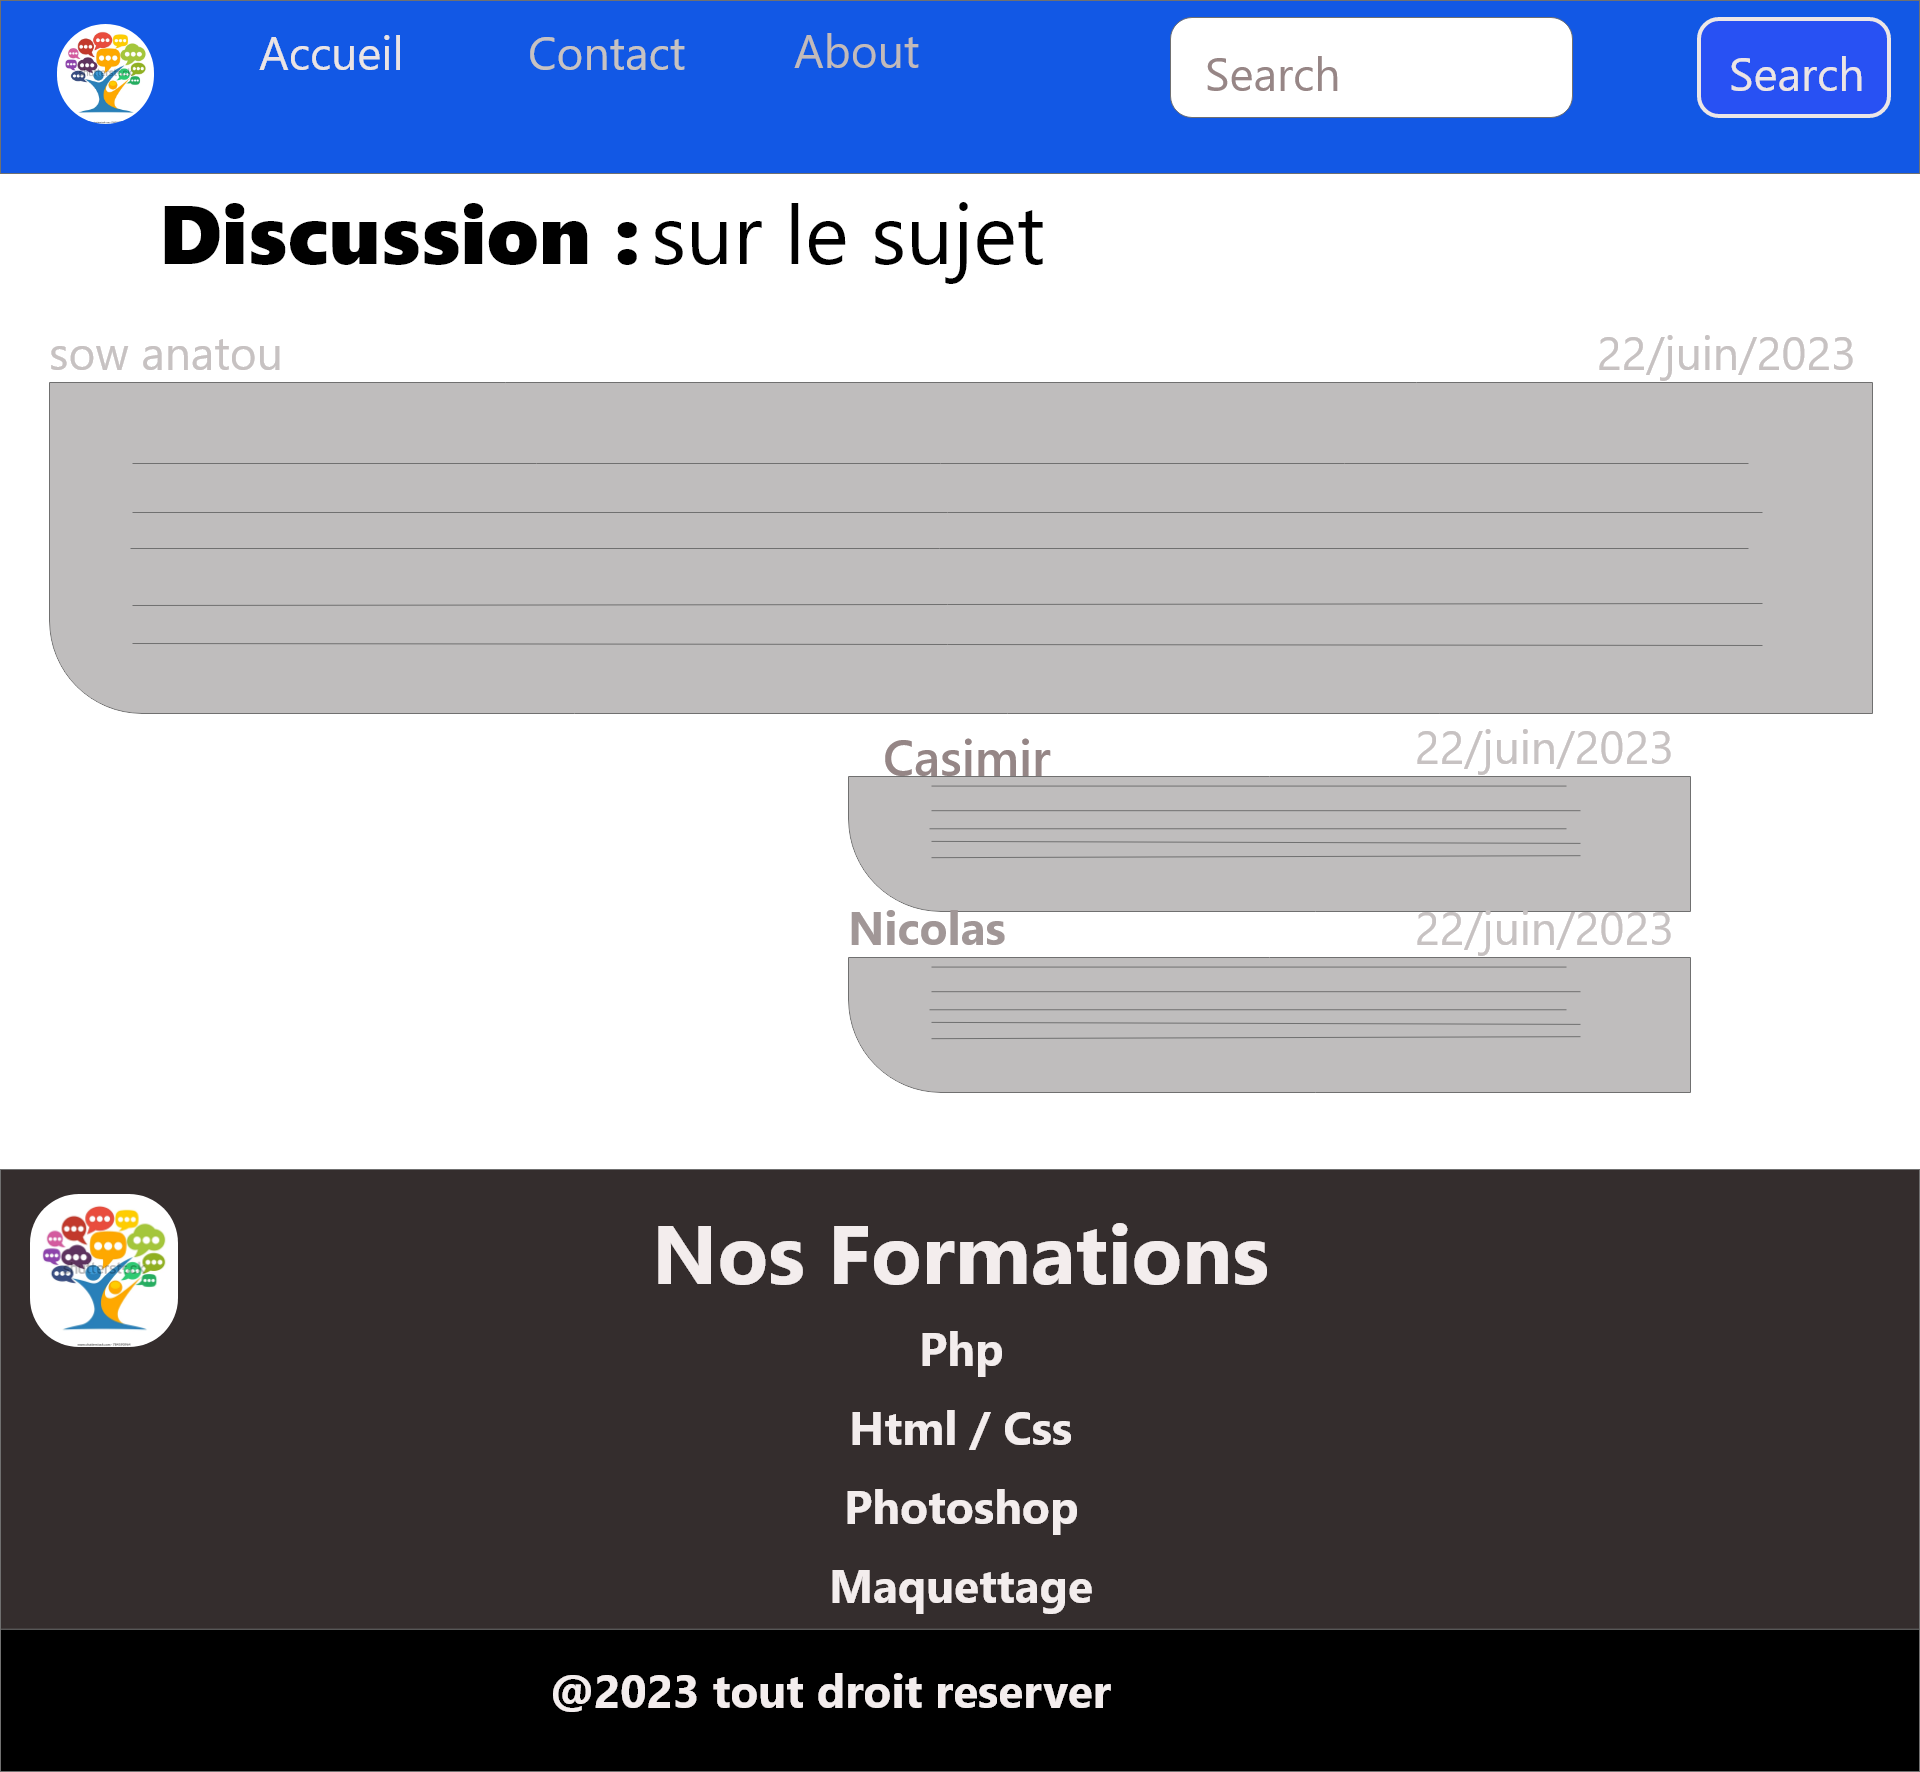 Accueil Contact About Search Search
Discussion : sur le sujet
sow anatou 22/juin/2023
Casimir 22/juin/2023
Nicolas 22/juin/2023
Nos Formations
Php
Html / Css
Photoshop
Maquettage
@2023 tout droit reserver